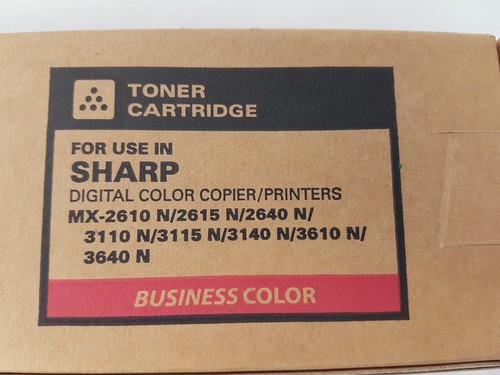 TONER
CARTRIDGE
FOR USE IN
SHARP
DIGITAL COLOR COPIER/PRINTERS
MX-2610 N/2615 N/2640 N/
3110 N/3115 N/3140 N/3610 N/
3640 N
BUSINESS COLOR